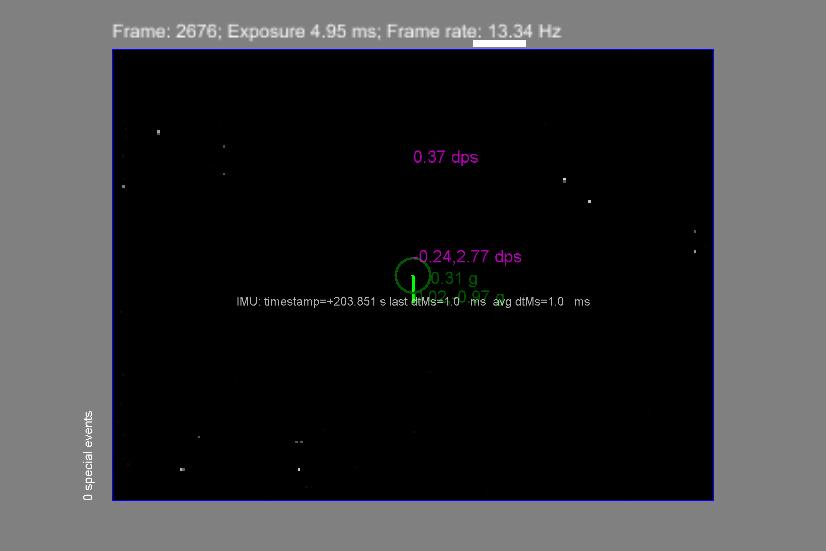 Frame: 2676; Exposure 4.95 ms; Frame rate: 13.34 Hz
0.37 dps
-0.24,2.77 dps
0.31 g
0.97 g
IMU: timestamp=+203.851 s last dtMs=1.0 ms avg dtMs=1.0 ms
0 special events